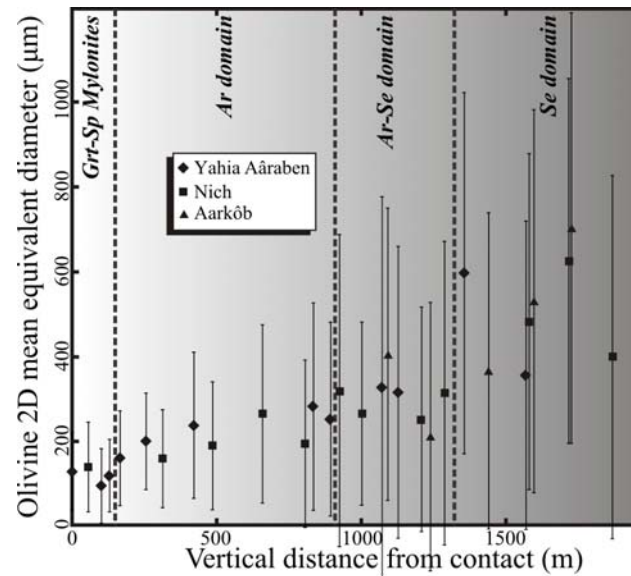 Grt-Sp Mylonites
Ar domain
Ar-Se domain
Se domain
Yahia Aâraben
Nich
Aarkôb
Olivine 2D mean equivalent diameter (µm)
1000
800
600
400
200
0
0
500
1000
1500
Vertical distance from contact (m)